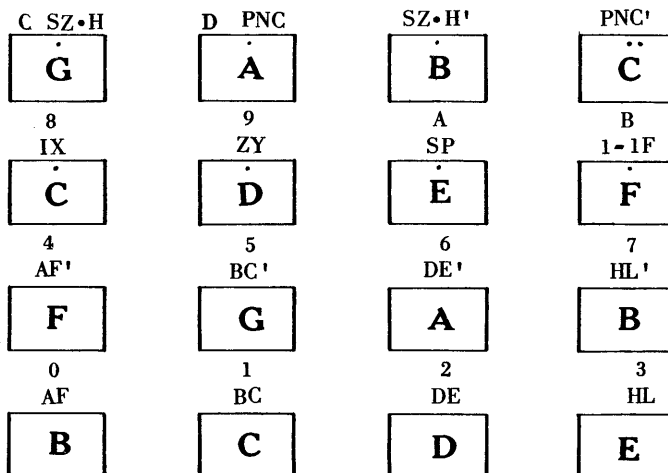 C SZ•H D PNC SZ•H' PNC'
Ġ Ȧ Ḃ C̈
8 9 A B
IX ZY SP 1-1F
Ċ Ḋ Ė Ḟ
4 5 6 7
AF' BC' DE' HL'
F G A B
0 1 2 3
AF BC DE HL
B C D E